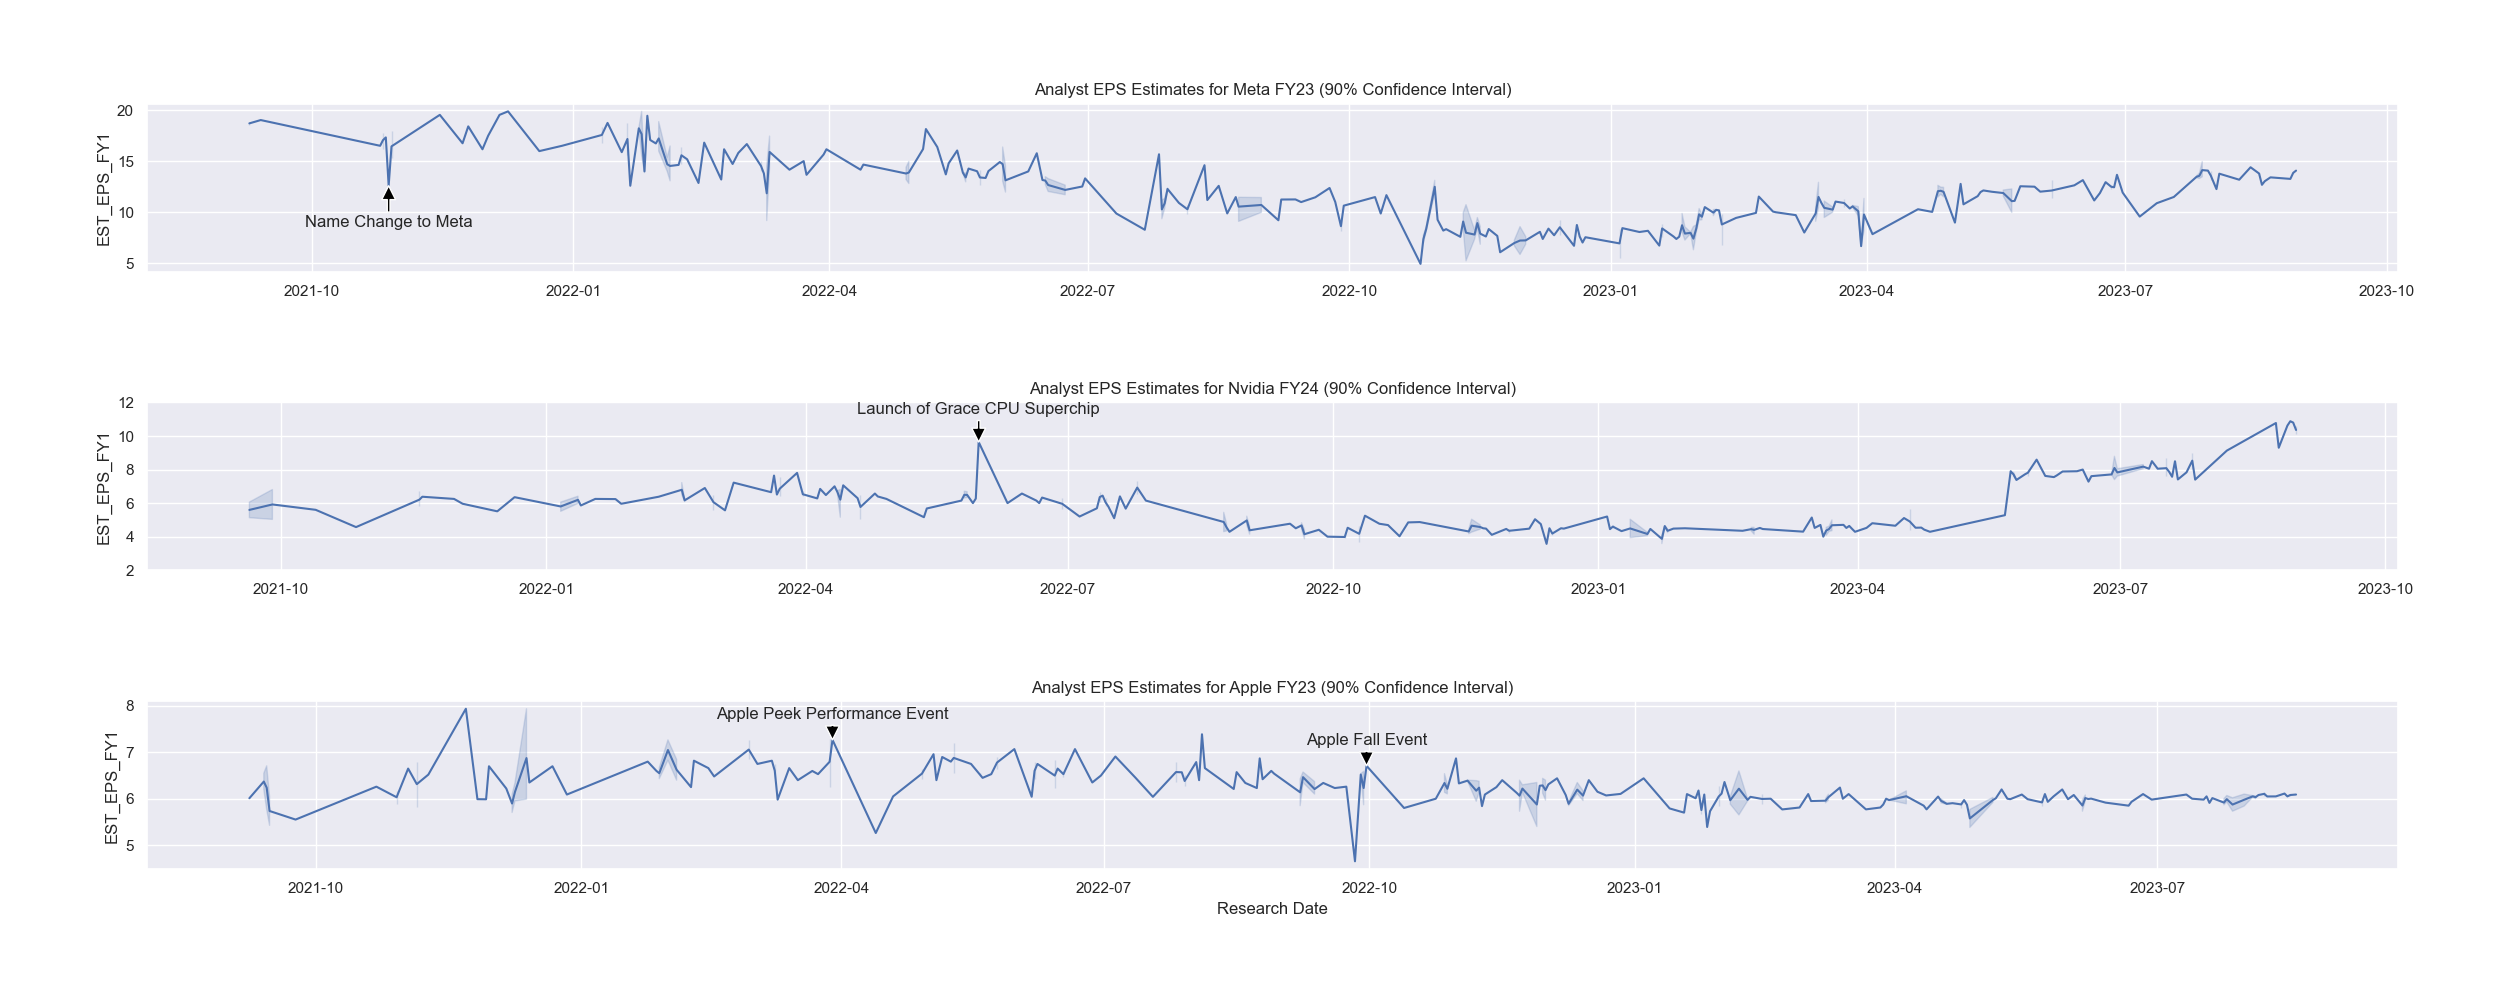 Analyst EPS Estimates for Meta FY23 (90% Confidence Interval)
EST_EPS_FY1
20
15
10
5
Name Change to Meta
2021-10 2022-01 2022-04 2022-07 2022-10 2023-01 2023-04 2023-07 2023-10
Analyst EPS Estimates for Nvidia FY24 (90% Confidence Interval)
EST_EPS_FY1
12
10
8
6
4
2
Launch of Grace CPU Superchip
2021-10 2022-01 2022-04 2022-07 2022-10 2023-01 2023-04 2023-07 2023-10
Analyst EPS Estimates for Apple FY23 (90% Confidence Interval)
EST_EPS_FY1
8
7
6
5
Apple Peek Performance Event
Apple Fall Event
2021-10 2022-01 2022-04 2022-07 2022-10 2023-01 2023-04 2023-07
Research Date